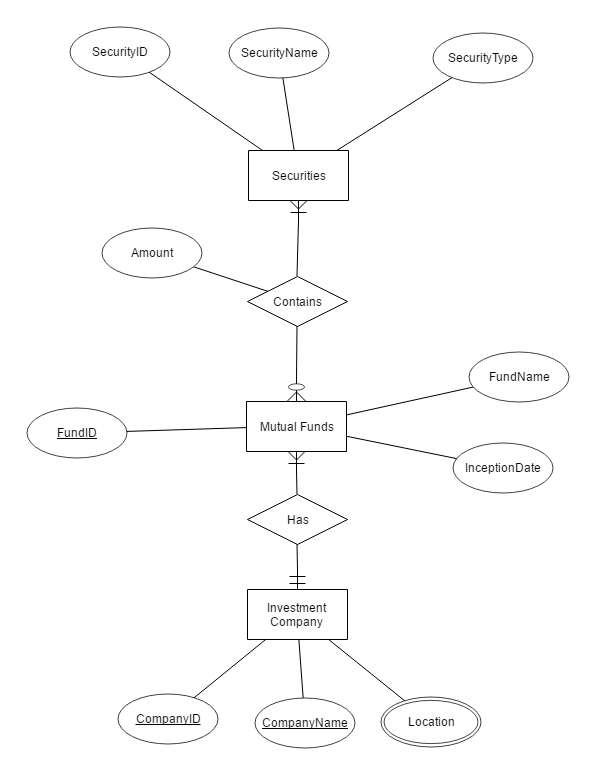 SecurityID
SecurityName
SecurityType
Securities
Amount
Contains
FundName
FundID
Mutual Funds
InceptionDate
Has
Investment
Company
CompanyID
CompanyName
Location